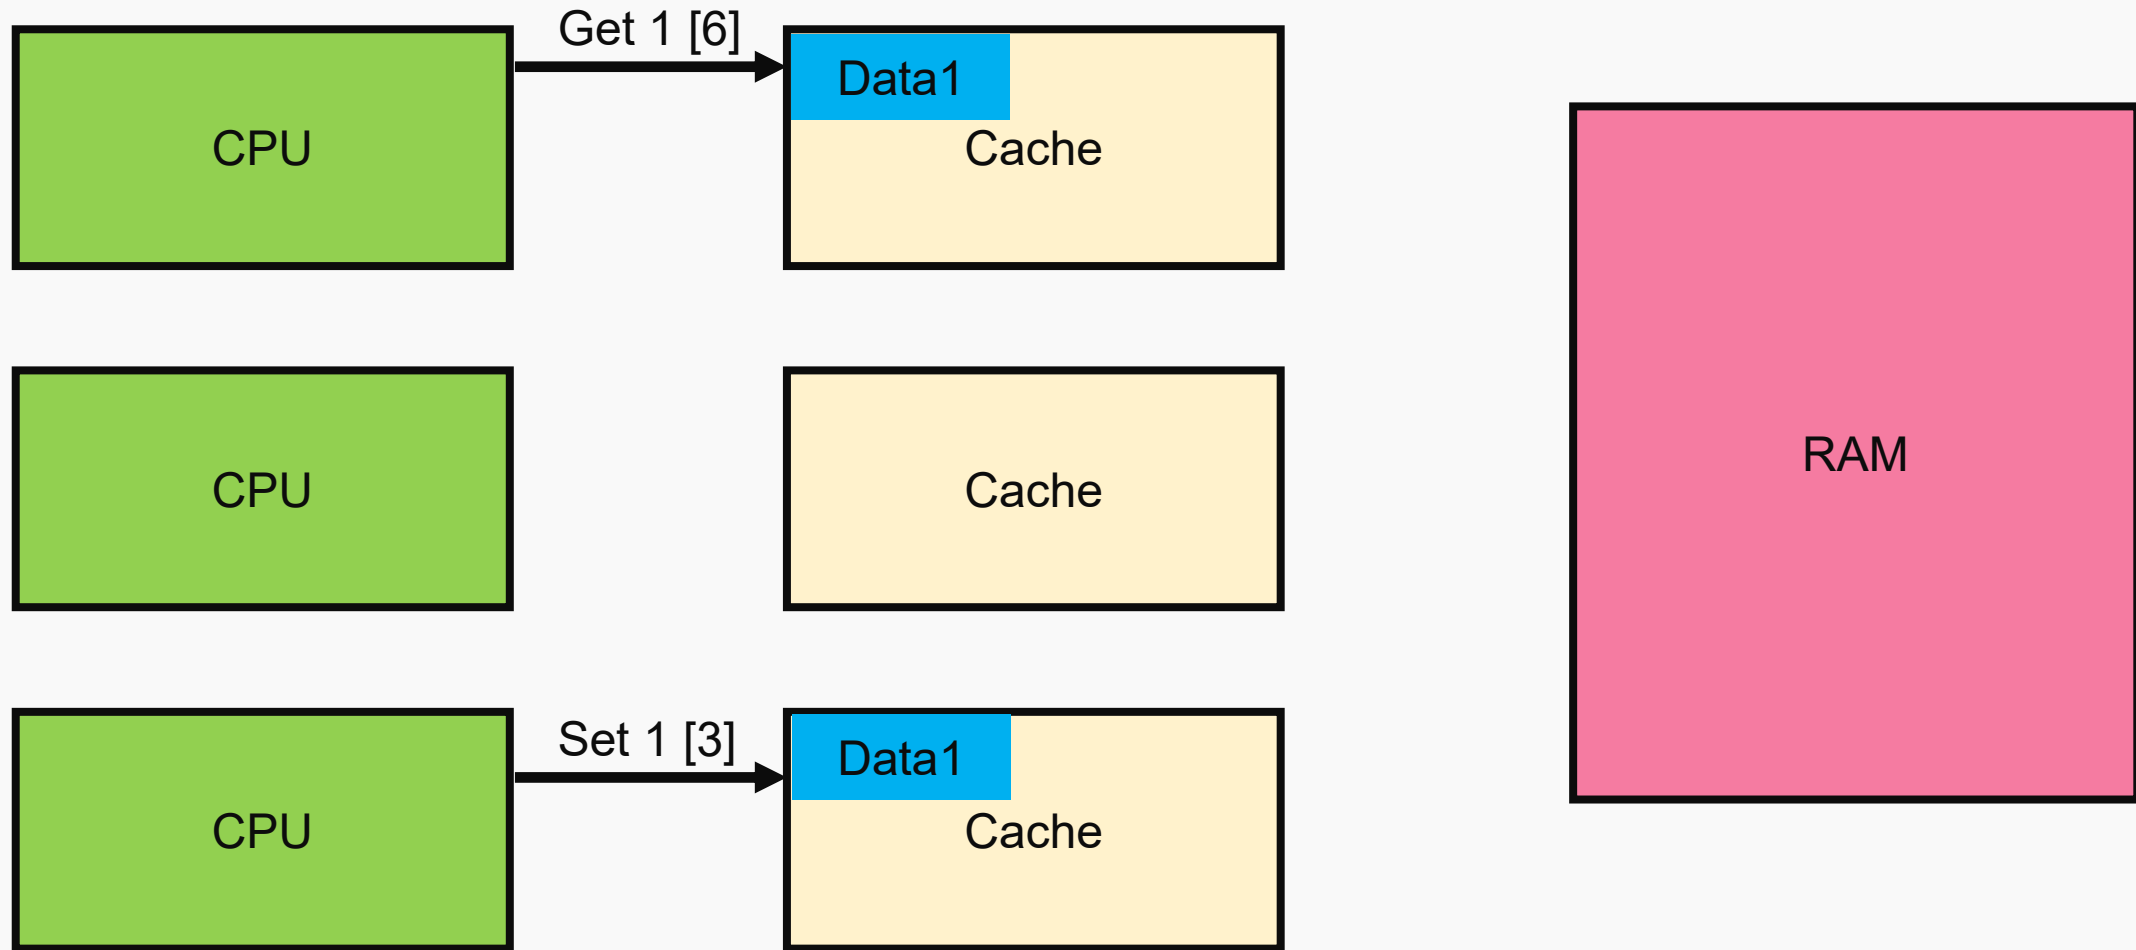 Get 1 [6]
Data1
CPU
Cache
CPU
Cache
RAM
Set 1 [3]
Data1
CPU
Cache